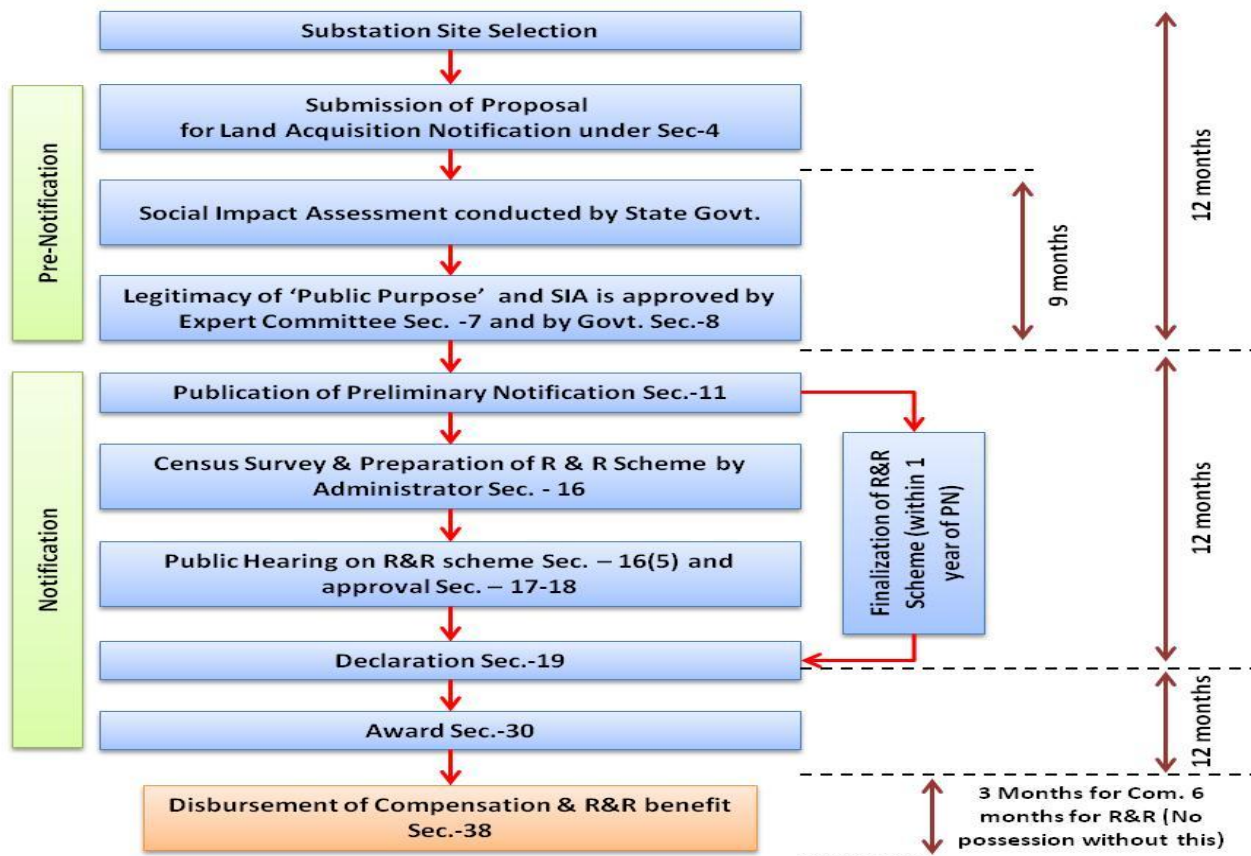 Substation Site Selection
Pre-Notification
Submission of Proposal
for Land Acquisition Notification under Sec-4
Social Impact Assessment conducted by State Govt.
Legitimacy of ‘Public Purpose’ and SIA is approved by
Expert Committee Sec. -7 and by Govt. Sec.-8
9 months
12 months
Notification
Publication of Preliminary Notification Sec.-11
Census Survey & Preparation of R & R Scheme by
Administrator Sec. - 16
Public Hearing on R&R scheme Sec. – 16(5) and
approval Sec. – 17-18
Declaration Sec.-19
Finalization of R&R
Scheme (within 1
year of PN)
12 months
Award Sec.-30
12 months
Disbursement of Compensation & R&R benefit
Sec.-38
3 Months for Com. 6
months for R&R (No
possession without this)